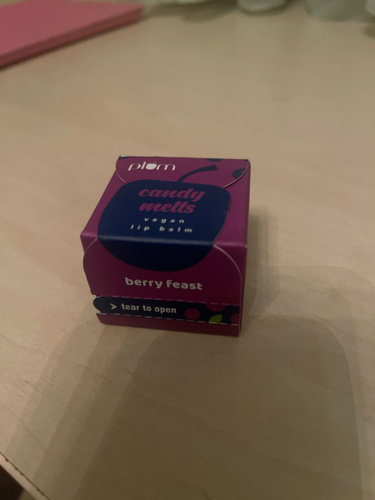 plum
candy
melts
vegan
lip balm
berry feast
> tear to open